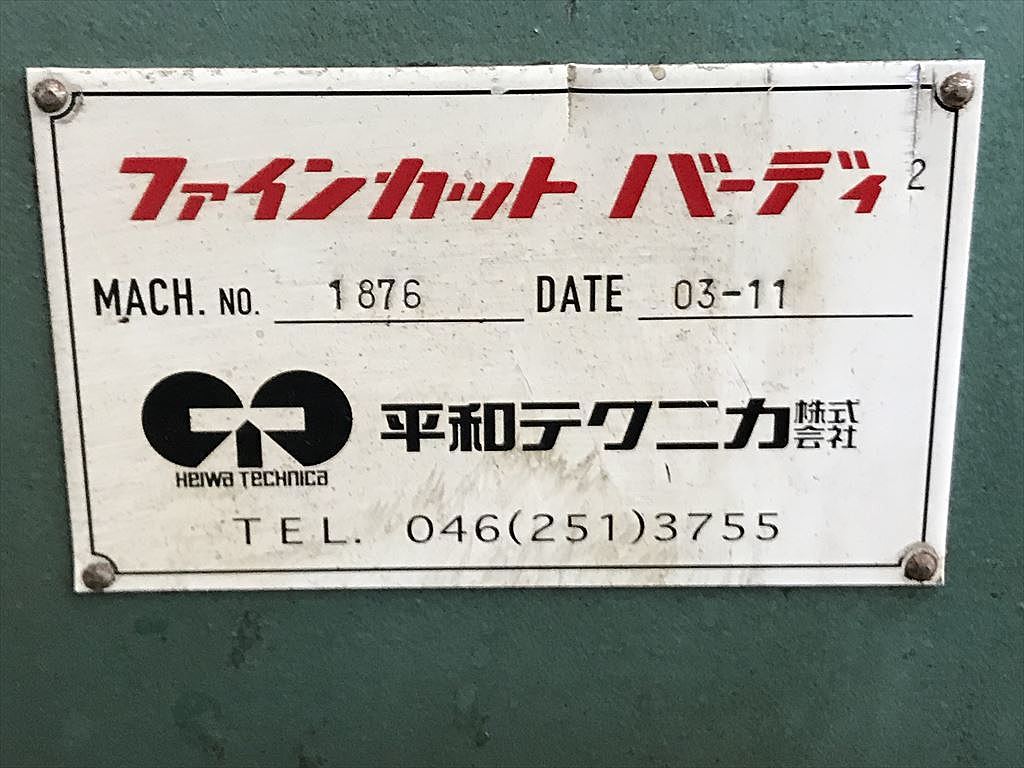 ファインカット バーディ 2
MACH. NO. 1876 DATE 03-11
平和テクニカ株式会社
HEIWA TECHNICA
TEL. 046(251)3755